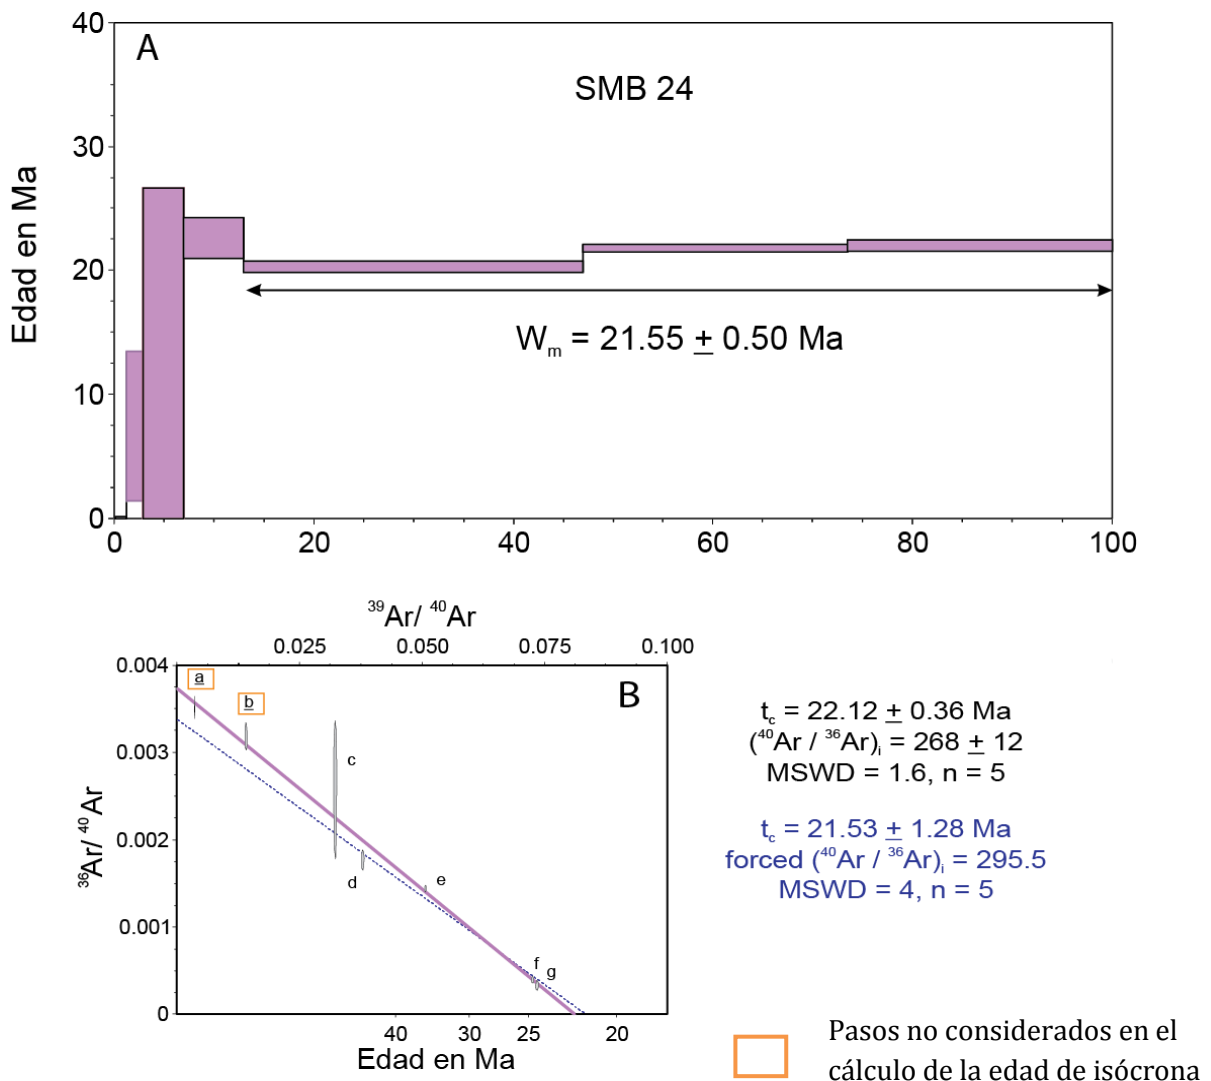 A
SMB 24
Edad en Ma
40
30
20
10
0
0 20 40 60 80 100
Wm = 21.55 ± 0.50 Ma
39Ar/ 40Ar
0.025 0.050 0.075 0.100
B
36Ar/ 40Ar
0.004
0.003
0.002
0.001
0
a
b
c
d
e
f
g
40 30 25 20
Edad en Ma
tc = 22.12 ± 0.36 Ma
(40Ar / 36Ar)i = 268 ± 12
MSWD = 1.6, n = 5
tc = 21.53 ± 1.28 Ma
forced (40Ar / 36Ar)i = 295.5
MSWD = 4, n = 5
Pasos no considerados en el
cálculo de la edad de isócrona